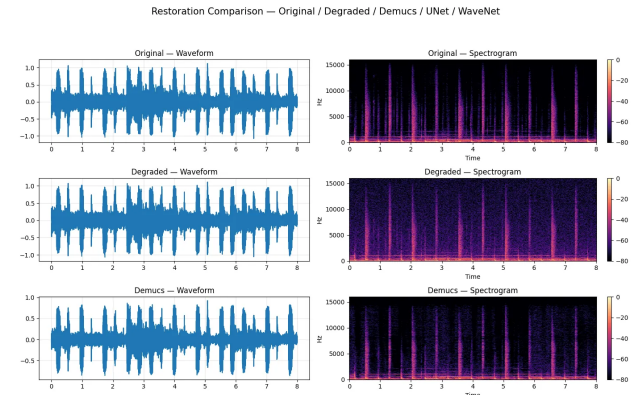 Restoration Comparison — Original / Degraded / Demucs / UNet / WaveNet
Original — Waveform
1.0
0.5
0.0
−0.5
−1.0
0 1 2 3 4 5 6 7 8
Original — Spectrogram
15000
10000
5000
0
Hz
0 1 2 3 4 5 6 7 8
Time
0
−20
−40
−60
−80
Degraded — Waveform
1.0
0.5
0.0
−0.5
−1.0
0 1 2 3 4 5 6 7 8
Degraded — Spectrogram
15000
10000
5000
0
Hz
0 1 2 3 4 5 6 7 8
Time
0
−20
−40
−60
−80
Demucs — Waveform
1.0
0.5
0.0
−0.5
0 1 2 3 4 5 6 7 8
Demucs — Spectrogram
15000
10000
5000
0
Hz
0 1 2 3 4 5 6 7 8
Time
0
−20
−40
−60
−80